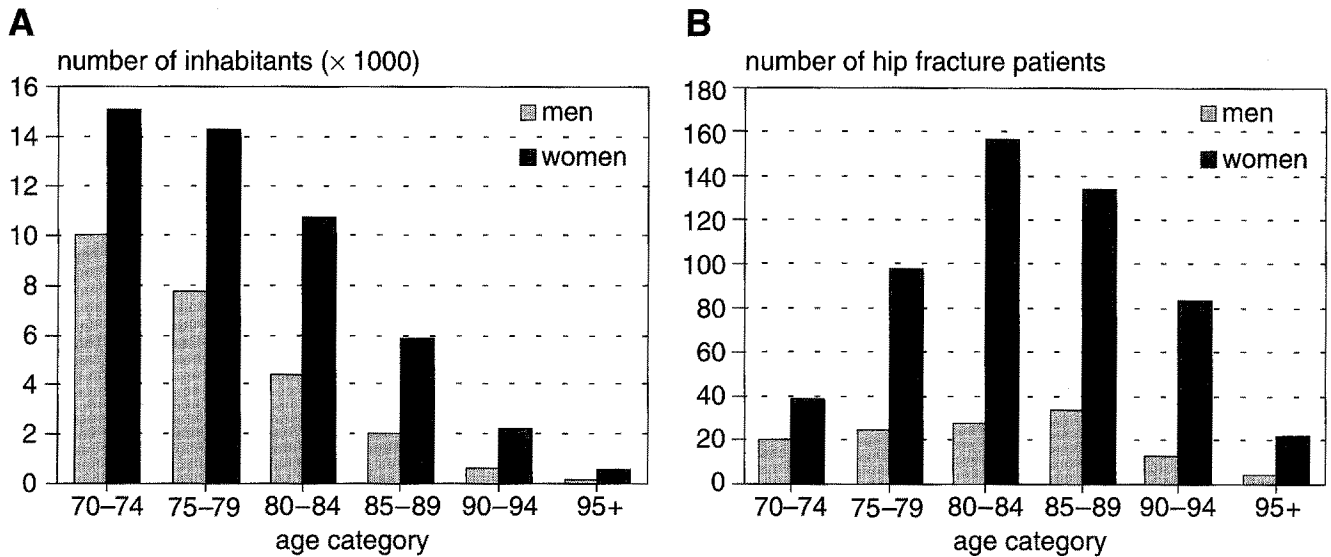 A
number of inhabitants (× 1000)
16
14
12
10
8
6
4
2
0
men
women
70–74 75–79 80–84 85–89 90–94 95+
age category
B
number of hip fracture patients
180
160
140
120
100
80
60
40
20
0
men
women
70–74 75–79 80–84 85–89 90–94 95+
age category